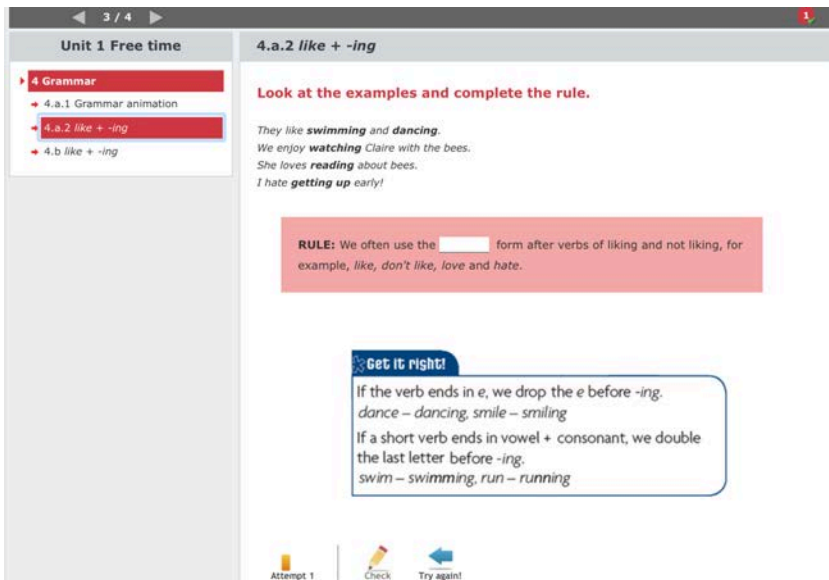 3 / 4
1
Unit 1 Free time
4 Grammar
4.a.1 Grammar animation
4.a.2 like + -ing
4.b like + -ing
4.a.2 like + -ing
Look at the examples and complete the rule.
They like swimming and dancing.
We enjoy watching Claire with the bees.
She loves reading about bees.
I hate getting up early!
RULE: We often use the form after verbs of liking and not liking, for
example, like, don't like, love and hate.
Get it right!
If the verb ends in e, we drop the e before -ing.
dance – dancing, smile – smiling
If a short verb ends in vowel + consonant, we double
the last letter before -ing.
swim – swimming, run – running
Attempt 1
Check
Try again!